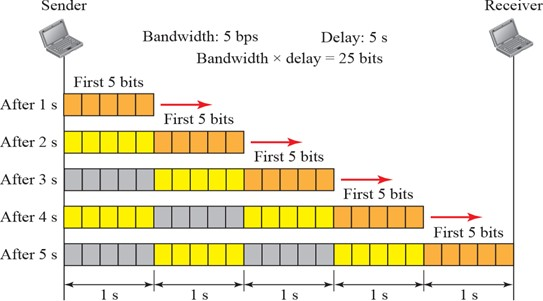 Sender
Receiver
Bandwidth: 5 bps Delay: 5 s
Bandwidth × delay = 25 bits
First 5 bits
After 1 s
First 5 bits
After 2 s
First 5 bits
After 3 s
First 5 bits
After 4 s
First 5 bits
After 5 s
1 s 1 s 1 s 1 s 1 s